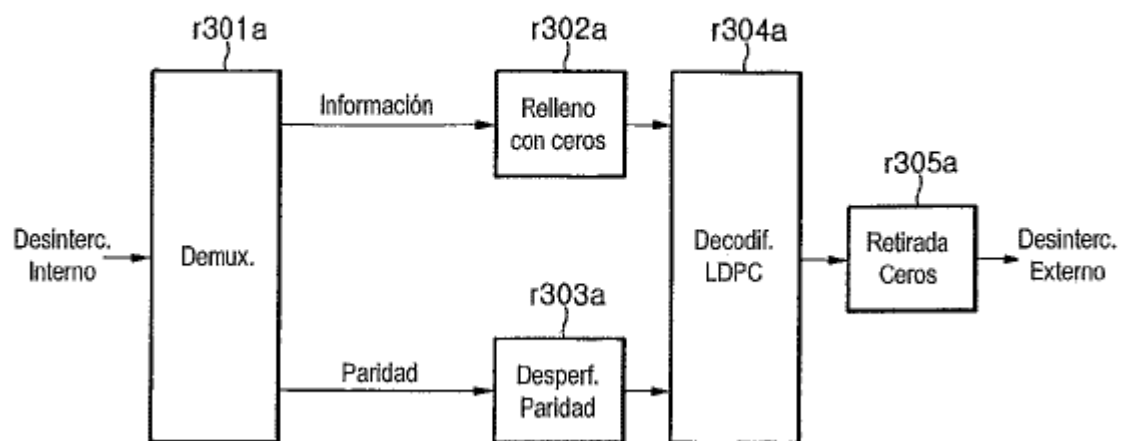 r301a
r302a
r304a
Información
Relleno
con ceros
r305a
Desinterc.
Interno
Demux.
Decodif.
LDPC
Retirada
Ceros
Desinterc.
Externo
r303a
Paridad
Desperf.
Paridad